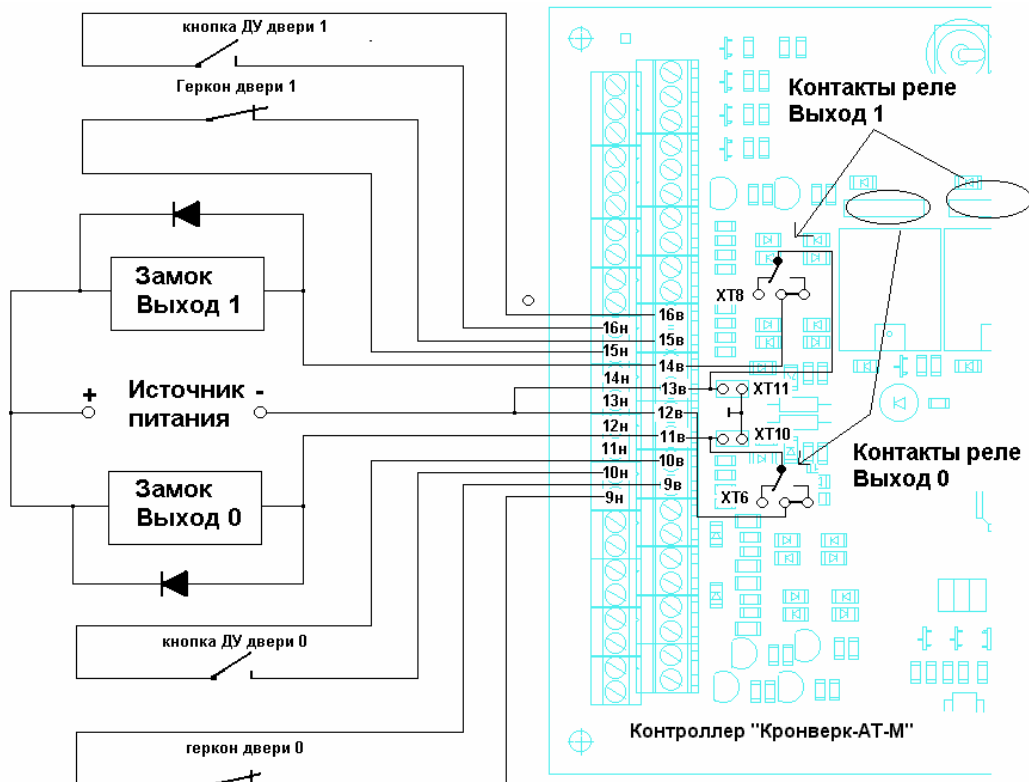 кнопка ДУ двери 1
Геркон двери 1
Контакты реле
Выход 1
Замок
Выход 1
XT8
16в
16н
15в
15н
14в
14н
13в
XT11
+ Источник -
питания
13н
12в
12н
11в
XT10
11н
10в
Контакты реле
Выход 0
10н
9в
XT6
9н
Замок
Выход 0
кнопка ДУ двери 0
Контроллер "Кронверк-АТ-М"
геркон двери 0